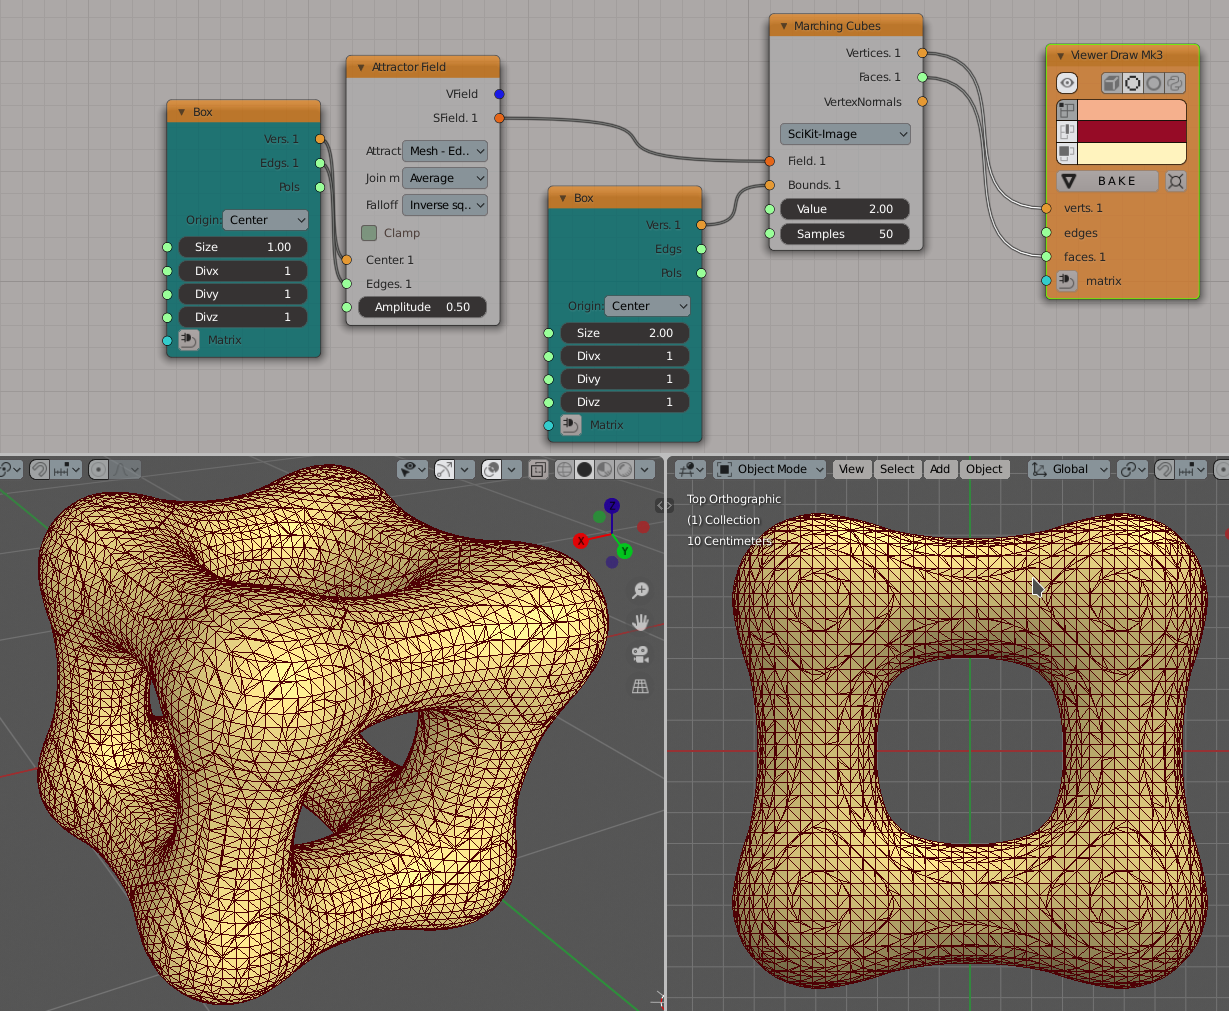 Box
Vers. 1
Edgs. 1
Pols
Origin: Center
Size 1.00
Divx 1
Divy 1
Divz 1
Matrix
Attractor Field
VField
SField. 1
Attract Mesh - Ed..
Join m Average
Falloff Inverse sq..
Clamp
Center. 1
Edges. 1
Amplitude 0.50
Box
Vers. 1
Edgs
Pols
Origin: Center
Size 2.00
Divx 1
Divy 1
Divz 1
Matrix
Marching Cubes
Vertices. 1
Faces. 1
VertexNormals
SciKit-Image
Field. 1
Bounds. 1
Value 2.00
Samples 50
Viewer Draw Mk3
BAKE
verts. 1
edges
faces. 1
matrix
Z
X
Y
Object Mode View Select Add Object Global
Top Orthographic
(1) Collection
10 Centimeters